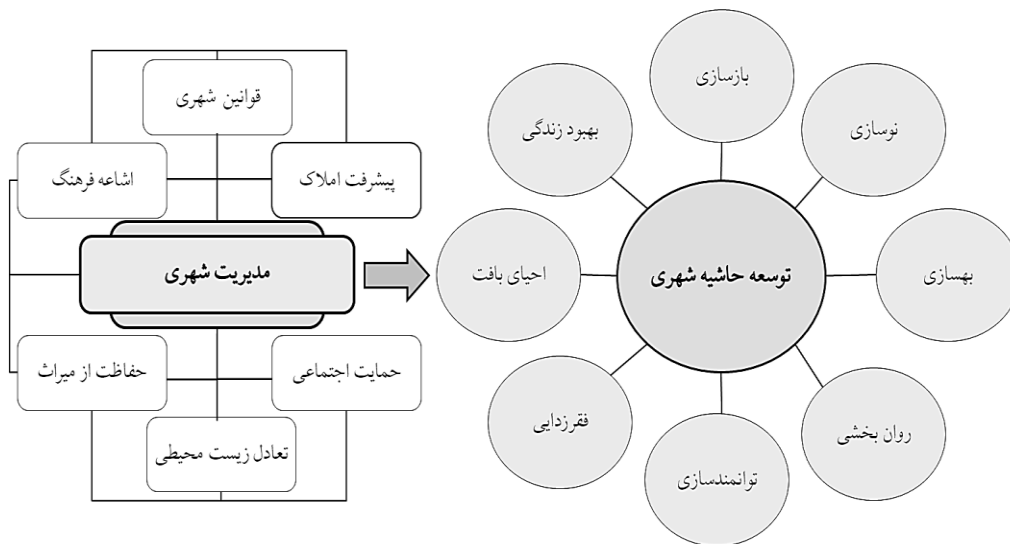 قوانین شهری
پیشرفت املاک
اشاعه فرهنگ
مدیریت شهری
حمایت اجتماعی
حفاظت از میراث
تعادل زیست محیطی
بازسازی
نوسازی
بهسازی
روان بخشی
توانمندسازی
فقرزدایی
احیای بافت
بهبود زندگی
توسعه حاشیه شهری